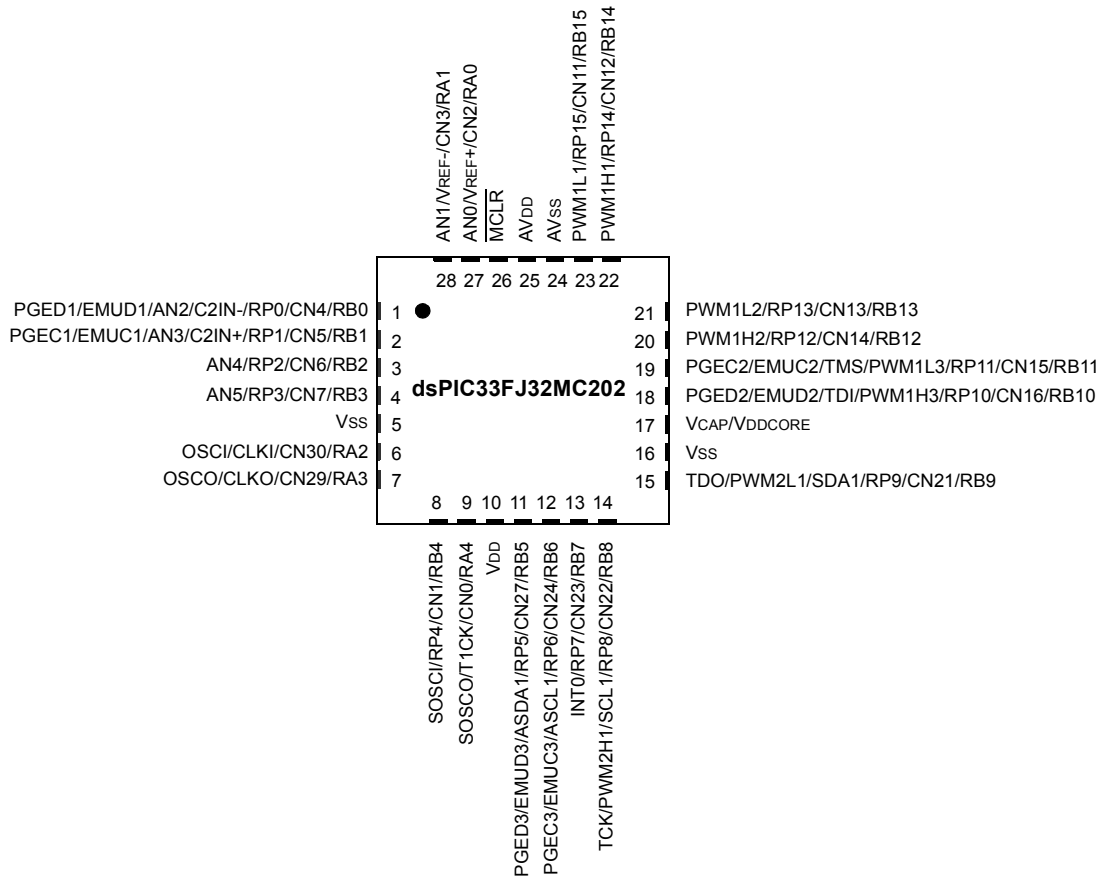 AN1/VREF-/CN3/RA1
AN0/VREF+/CN2/RA0
MCLR
AVDD
AVSS
PWM1L1/RP15/CN11/RB15
PWM1H1/RP14/CN12/RB14
28 27 26 25 24 23 22
PGED1/EMUD1/AN2/C2IN-/RP0/CN4/RB0 1
PGEC1/EMUC1/AN3/C2IN+/RP1/CN5/RB1 2
AN4/RP2/CN6/RB2 3
AN5/RP3/CN7/RB3 4
VSS 5
OSCI/CLKI/CN30/RA2 6
OSCO/CLKO/CN29/RA3 7
dsPIC33FJ32MC202
21 PWM1L2/RP13/CN13/RB13
20 PWM1H2/RP12/CN14/RB12
19 PGEC2/EMUC2/TMS/PWM1L3/RP11/CN15/RB11
18 PGED2/EMUD2/TDI/PWM1H3/RP10/CN16/RB10
17 VCAP/VDDCORE
16 VSS
15 TDO/PWM2L1/SDA1/RP9/CN21/RB9
8 9 10 11 12 13 14
SOSCI/RP4/CN1/RB4
SOSCO/T1CK/CN0/RA4
VDD
PGED3/EMUD3/ASDA1/RP5/CN27/RB5
PGEC3/EMUC3/ASCL1/RP6/CN24/RB6
INT0/RP7/CN23/RB7
TCK/PWM2H1/SCL1/RP8/CN22/RB8